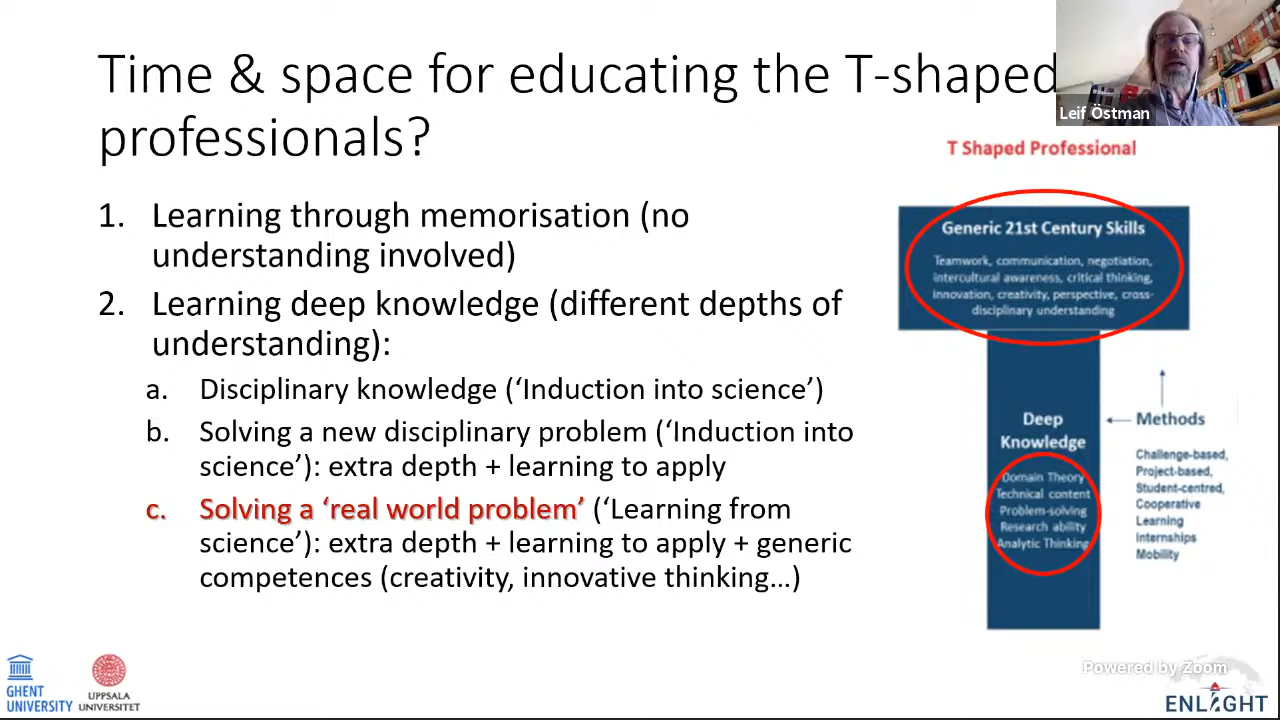 Time & space for educating the T-shaped
professionals?
Leif Östman
T Shaped Professional
1. Learning through memorisation (no
understanding involved)
2. Learning deep knowledge (different depths of
understanding):
a. Disciplinary knowledge (‘Induction into science’)
b. Solving a new disciplinary problem (‘Induction into
science’): extra depth + learning to apply
c. Solving a ‘real world problem’ (‘Learning from
science’): extra depth + learning to apply + generic
competences (creativity, innovative thinking…)
Generic 21st Century Skills
Teamwork, communication, negotiation,
intercultural awareness, critical thinking,
innovation, creativity, perspective, cross-
disciplinary understanding
Deep
Knowledge
Domain Theory
Technical content
Problem-solving
Research ability
Analytic Thinking
Methods
Challenge-based,
Project-based,
Student-centred,
Cooperative
Learning
Internships
Mobility
GHENT
UNIVERSITY
UPPSALA
UNIVERSITET
Powered by Zoom
ENLIGHT